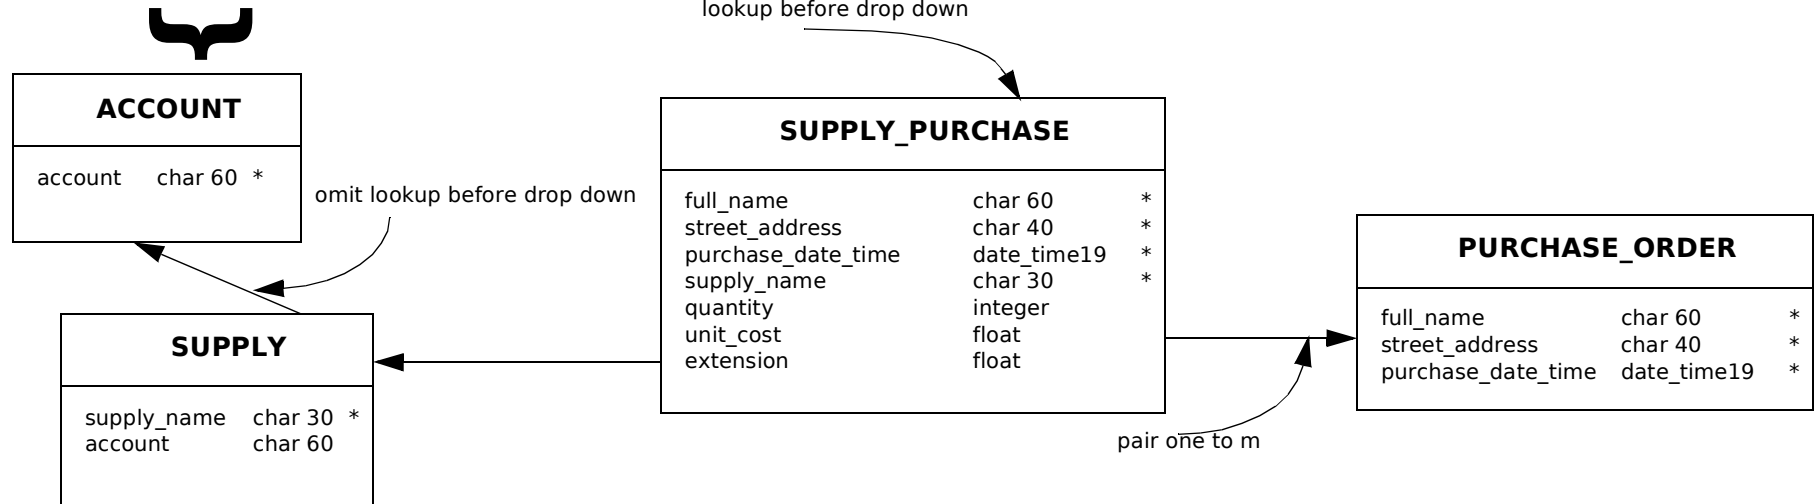 lookup before drop down
ACCOUNT
account char 60 *
omit lookup before drop down
SUPPLY_PURCHASE
full_name char 60 *
street_address char 40 *
purchase_date_time date_time19 *
supply_name char 30 *
quantity integer
unit_cost float
extension float
PURCHASE_ORDER
full_name char 60 *
street_address char 40 *
purchase_date_time date_time19 *
SUPPLY
supply_name char 30 *
account char 60
pair one to m